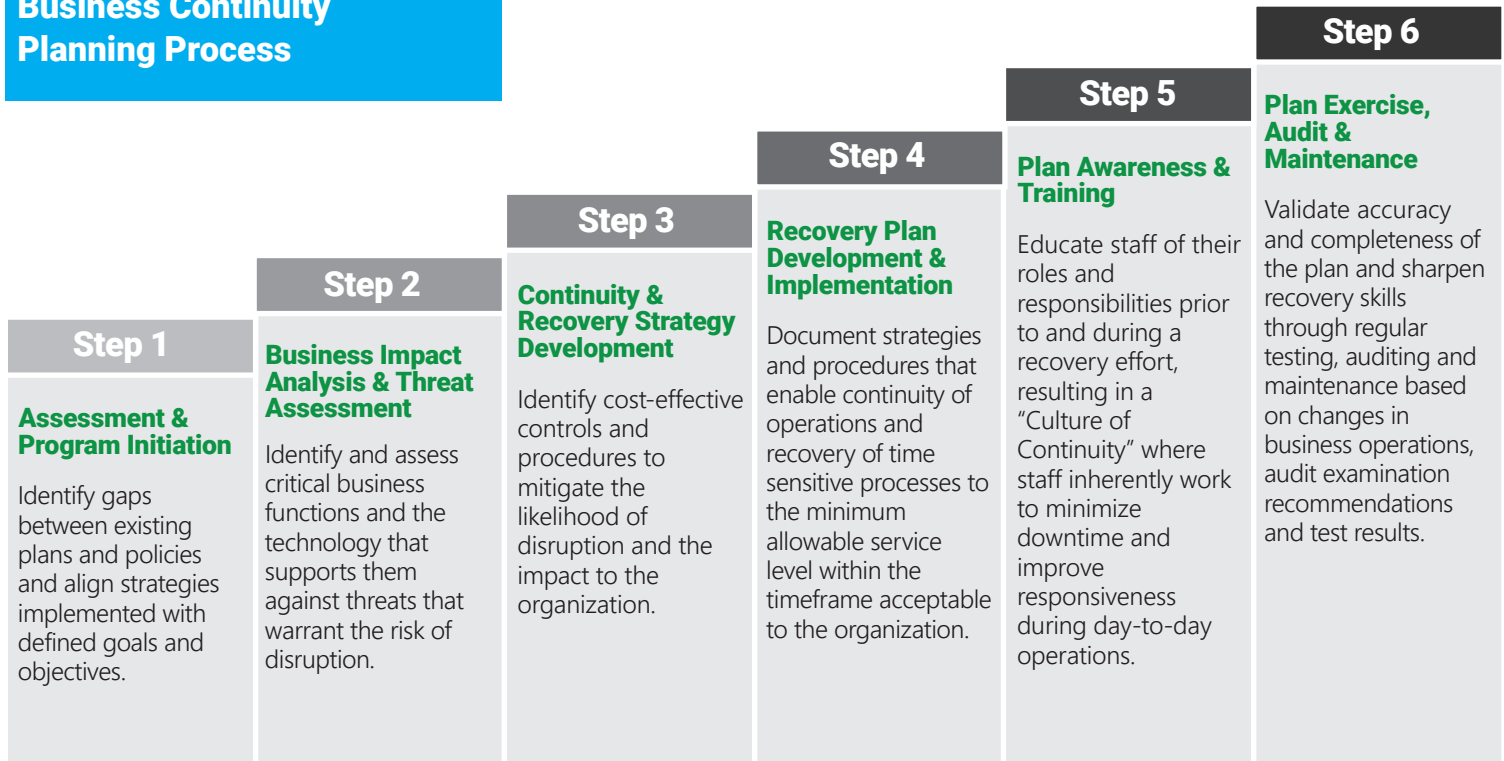 Business Continuity
Planning Process
Step 1
Assessment &
Program Initiation
Identify gaps
between existing
plans and policies
and align strategies
implemented with
defined goals and
objectives.
Step 2
Business Impact
Analysis & Threat
Assessment
Identify and assess
critical business
functions and the
technology that
supports them
against threats that
warrant the risk of
disruption.
Step 3
Continuity &
Recovery Strategy
Development
Identify cost-effective
controls and
procedures to
mitigate the
likelihood of
disruption and the
impact to the
organization.
Step 4
Recovery Plan
Development &
Implementation
Document strategies
and procedures that
enable continuity of
operations and
recovery of time
sensitive processes to
the minimum
allowable service
level within the
timeframe acceptable
to the organization.
Step 5
Plan Awareness &
Training
Educate staff of their
roles and
responsibilities prior
to and during a
recovery effort,
resulting in a
“Culture of
Continuity” where
staff inherently work
to minimize
downtime and
improve
responsiveness
during day-to-day
operations.
Step 6
Plan Exercise,
Audit &
Maintenance
Validate accuracy
and completeness of
the plan and sharpen
recovery skills
through regular
testing, auditing and
maintenance based
on changes in
business operations,
audit examination
recommendations
and test results.